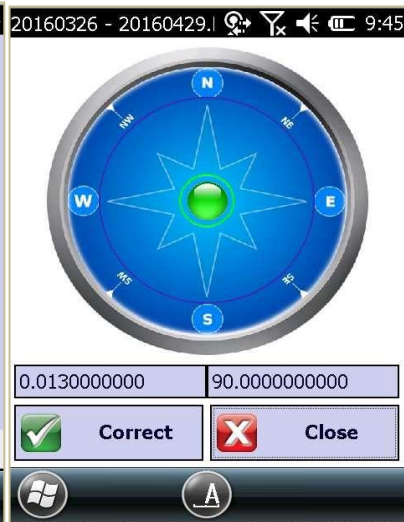 20160326 - 20160429.l 9:45
N
NW NE
W E
SW SE
S
0.0130000000 90.0000000000
Correct Close
A